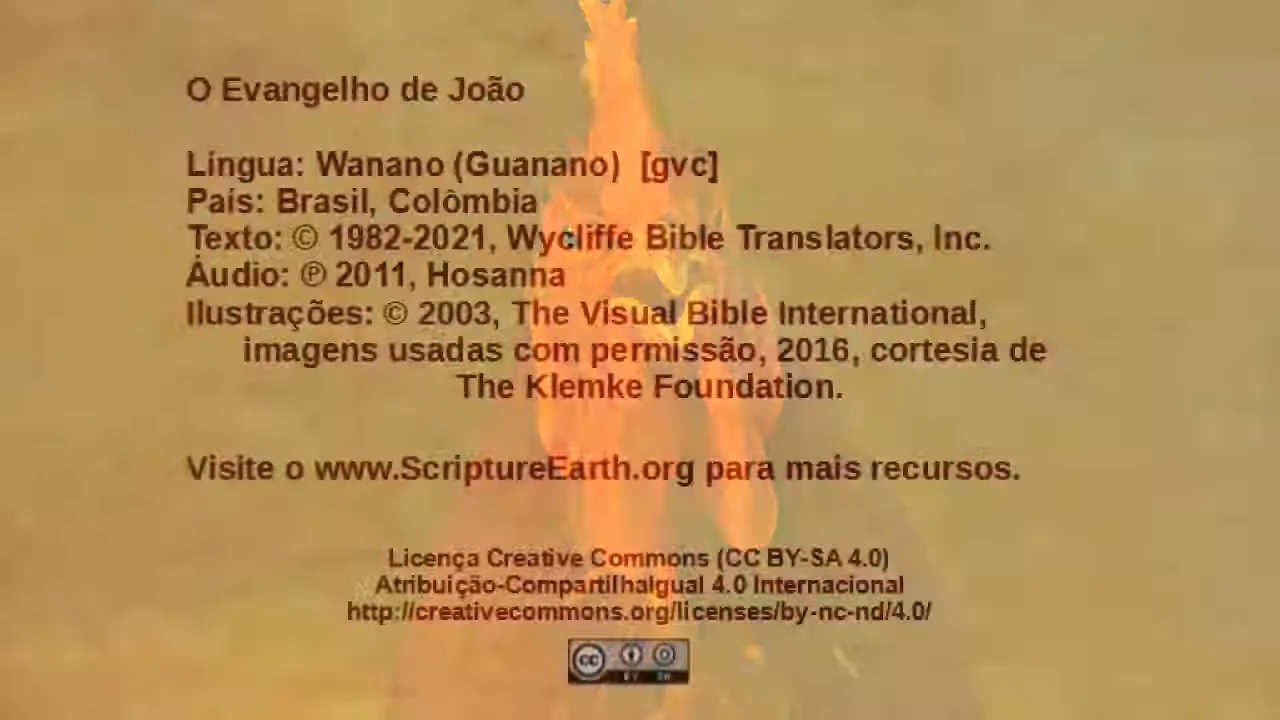 O Evangelho de João
Língua: Wanano (Guanano) [gvc]
País: Brasil, Colômbia
Texto: © 1982-2021, Wycliffe Bible Translators, Inc.
Áudio: ℗ 2011, Hosanna
Ilustrações: © 2003, The Visual Bible International,
imagens usadas com permissão, 2016, cortesia de
The Klemke Foundation.
Visite o www.ScriptureEarth.org para mais recursos.
Licença Creative Commons (CC BY-SA 4.0)
Atribuição-CompartilhaIgual 4.0 Internacional
http://creativecommons.org/licenses/by-nc-nd/4.0/
cc
BY SA